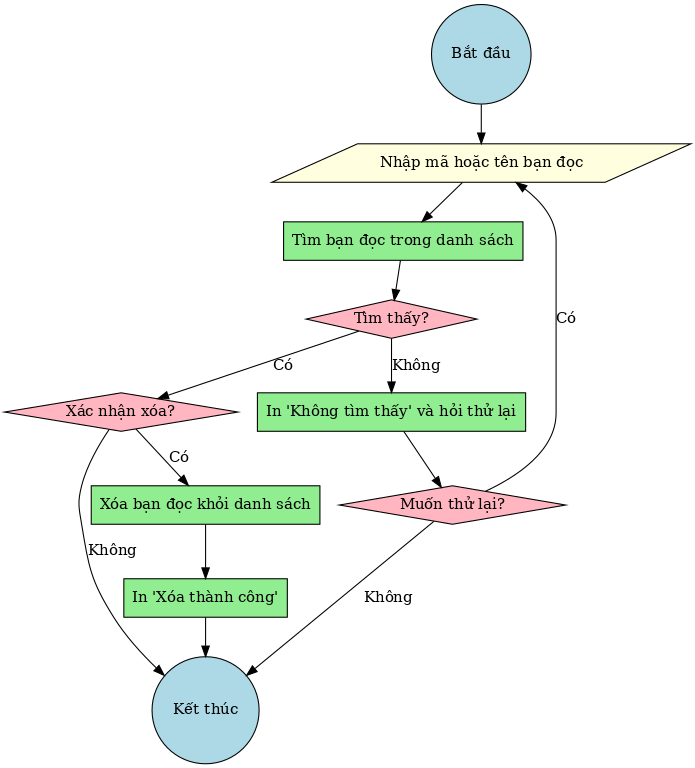 Bắt đầu
Nhập mã hoặc tên bạn đọc
Tìm bạn đọc trong danh sách
Tìm thấy?
Có
Không
Có
Xác nhận xóa?
In 'Không tìm thấy' và hỏi thử lại
Có
Xóa bạn đọc khỏi danh sách
Muốn thử lại?
Không
In 'Xóa thành công'
Không
Kết thúc